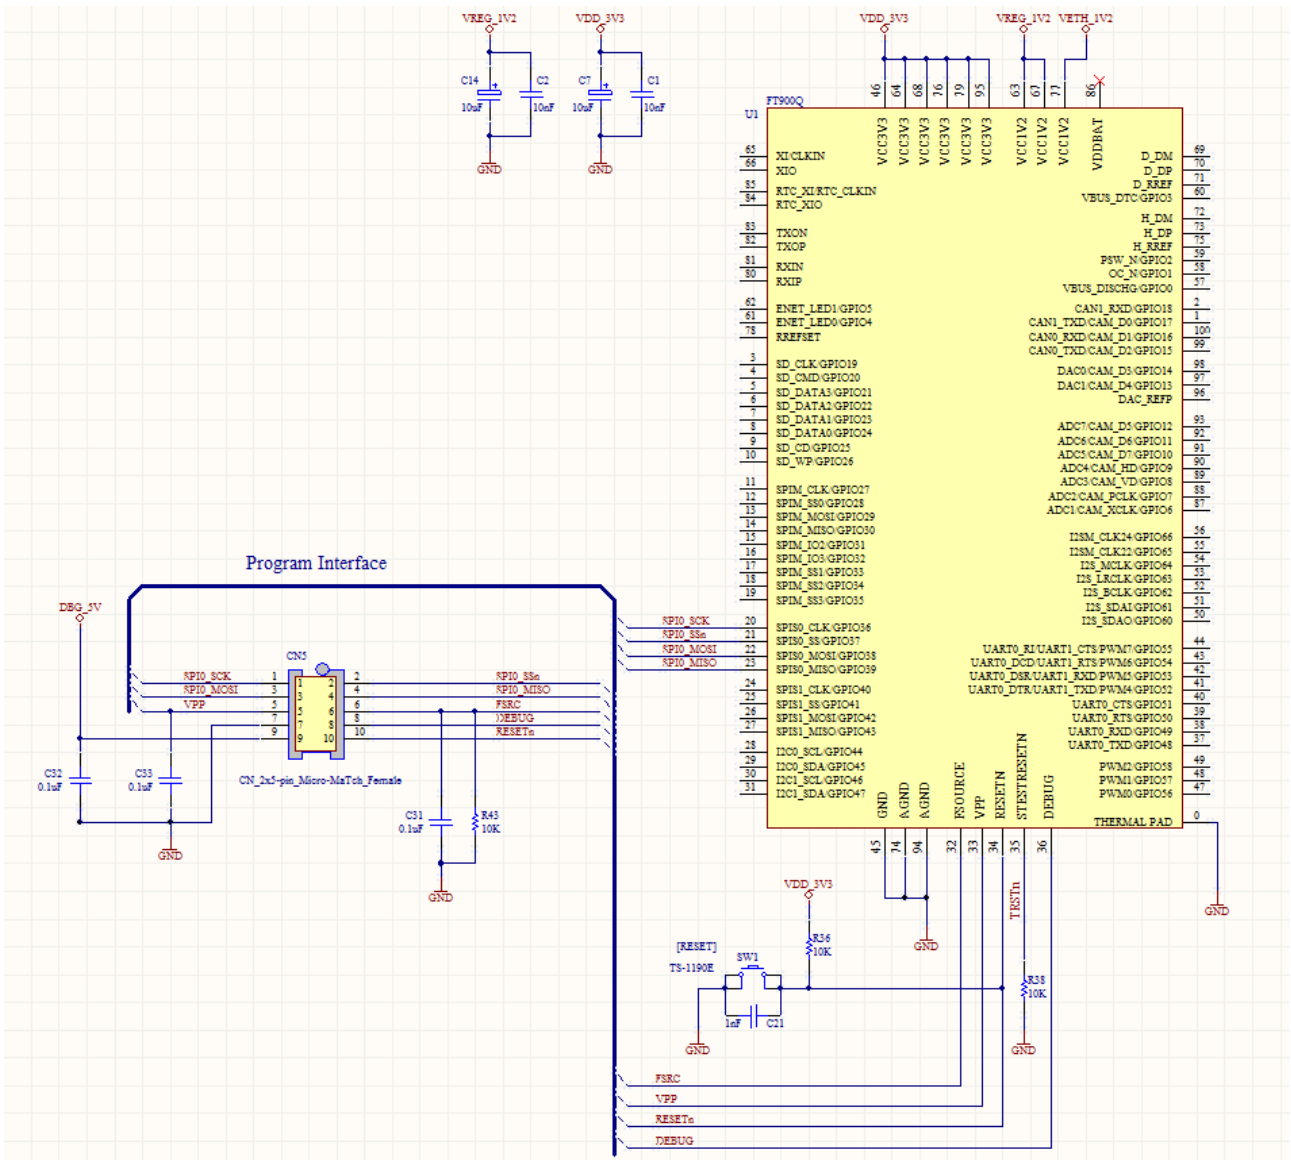 VREG_1V2
VDD_3V3
VDD_3V3
VREG_1V2
VETH_1V2
C14
10uF
C2
10nF
C7
10uF
C1
10nF
GND
GND
46
64
68
76
79
95
63
67
77
86
FT900Q
U1
VCC3V3
VCC3V3
VCC3V3
VCC3V3
VCC3V3
VCC3V3
VCC1V2
VCC1V2
VCC1V2
VDDBAT
65 XI/CLKIN
66 XIO
85 RTC_XI/RTC_CLKIN
84 RTC_XIO
83 TXON
82 TXOP
81 RXIN
80 RXIP
62 ENET_LED1/GPIO5
61 ENET_LED0/GPIO4
78 RREFSET
3 SD_CLK/GPIO19
4 SD_CMD/GPIO20
5 SD_DATA3/GPIO21
6 SD_DATA2/GPIO22
7 SD_DATA1/GPIO23
8 SD_DATA0/GPIO24
9 SD_CD/GPIO25
10 SD_WP/GPIO26
11 SPIM_CLK/GPIO27
12 SPIM_SS0/GPIO28
13 SPIM_MOSI/GPIO29
14 SPIM_MISO/GPIO30
15 SPIM_IO2/GPIO31
16 SPIM_IO3/GPIO32
17 SPIM_SS1/GPIO33
18 SPIM_SS2/GPIO34
19 SPIM_SS3/GPIO35
SPI0_SCK 20 SPIS0_CLK/GPIO36
SPI0_SSn 21 SPIS0_SS/GPIO37
SPI0_MOSI 22 SPIS0_MOSI/GPIO38
SPI0_MISO 23 SPIS0_MISO/GPIO39
24 SPIS1_CLK/GPIO40
25 SPIS1_SS/GPIO41
26 SPIS1_MOSI/GPIO42
27 SPIS1_MISO/GPIO43
28 I2C0_SCL/GPIO44
29 I2C0_SDA/GPIO45
30 I2C1_SCL/GPIO46
31 I2C1_SDA/GPIO47
D_DM 69
D_DP 70
D_RREF 71
VBUS_DTC/GPIO3 60
H_DM 72
H_DP 73
H_RREF 75
PSW_N/GPIO2 59
OC_N/GPIO1 58
VBUS_DISCHG/GPIO0 57
CAN1_RXD/GPIO18 2
CAN1_TXD/CAM_D0/GPIO17 1
CAN0_RXD/CAM_D1/GPIO16 100
CAN0_TXD/CAM_D2/GPIO15 99
DAC0/CAM_D3/GPIO14 98
DAC1/CAM_D4/GPIO13 97
DAC_REFP 96
ADC7/CAM_D5/GPIO12 93
ADC6/CAM_D6/GPIO11 92
ADC5/CAM_D7/GPIO10 91
ADC4/CAM_HD/GPIO9 90
ADC3/CAM_VD/GPIO8 89
ADC2/CAM_PCLK/GPIO7 88
ADC1/CAM_XCLK/GPIO6 87
I2SM_CLK24/GPIO66 56
I2SM_CLK22/GPIO65 55
I2S_MCLK/GPIO64 54
I2S_LRCLK/GPIO63 53
I2S_BCLK/GPIO62 52
I2S_SDAI/GPIO61 51
I2S_SDAO/GPIO60 50
UART0_RI/UART1_CTS/PWM7/GPIO55 44
UART0_DCD/UART1_RTS/PWM6/GPIO54 43
UART0_DSR/UART1_RXD/PWM5/GPIO53 42
UART0_DTR/UART1_TXD/PWM4/GPIO52 41
UART0_CTS/GPIO51 40
UART0_RTS/GPIO50 39
UART0_RXD/GPIO49 38
UART0_TXD/GPIO48 37
PWM2/GPIO58 49
PWM1/GPIO57 48
PWM0/GPIO56 47
THERMAL PAD 0
GND
AGND
AGND
FSOURCE
VPP
RESETN
STESTRESETN
DEBUG
45
74
94
32
33
34
35
36
TRSTn
GND
GND
Program Interface
DBG_5V
CN5
SPI0_SCK 1 1 2 2 SPI0_SSn
SPI0_MOSI 3 3 4 4 SPI0_MISO
VPP 5 5 6 6 FSRC
7 7 8 8 DEBUG
9 9 10 10 RESETn
CN_2x5-pin_Micro-MaTch_Female
C32
0.1uF
C33
0.1uF
GND
C31
0.1uF
R43
10K
GND
VDD_3V3
R36
10K
[RESET]
TS-1190E
SW1
1nF C21
GND
R38
10K
GND
FSRC
VPP
RESETn
DEBUG